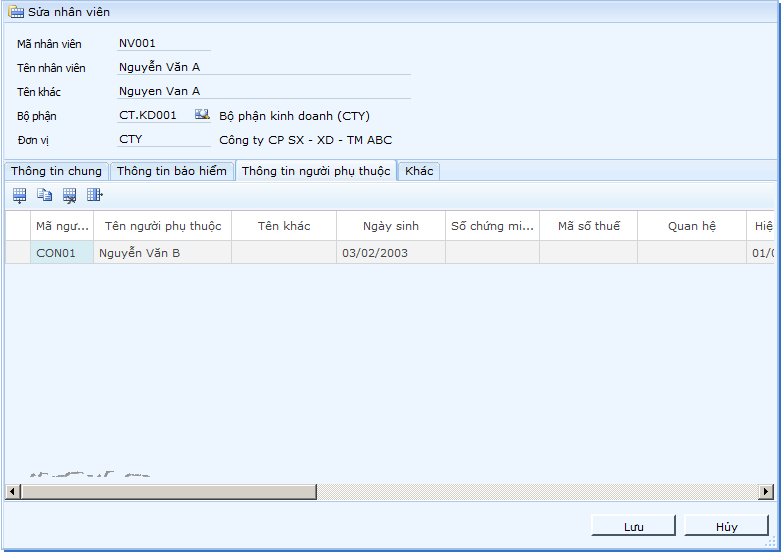 Sửa nhân viên
Mã nhân viên NV001
Tên nhân viên Nguyễn Văn A
Tên khác Nguyen Van A
Bộ phận CT.KD001 Bộ phận kinh doanh (CTY)
Đơn vị CTY Công ty CP SX - XD - TM ABC
Thông tin chung Thông tin bảo hiểm Thông tin người phụ thuộc Khác
Mã ngư... Tên người phụ thuộc Tên khác Ngày sinh Số chứng mi... Mã số thuế Quan hệ Hiệ
CON01 Nguyễn Văn B 03/02/2003 01/0
Lưu Hủy